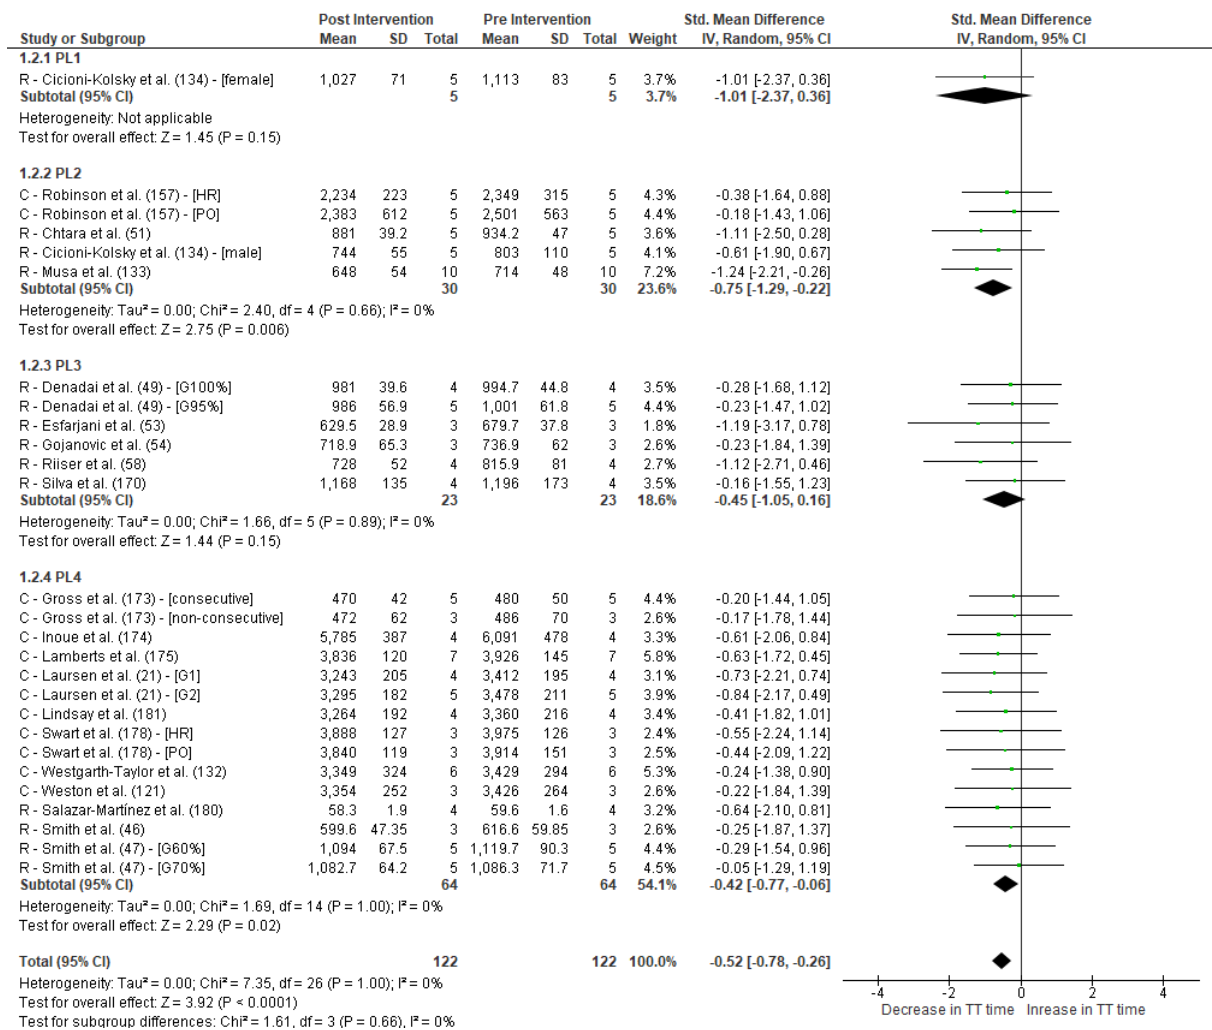 Post Intervention Pre Intervention Std. Mean Difference Std. Mean Difference
Study or Subgroup Mean SD Total Mean SD Total Weight IV, Random, 95% CI IV, Random, 95% CI
1.2.1 PL1
R - Cicioni-Kolsky et al. (134) - [female] 1,027 71 5 1,113 83 5 3.7% -1.01 [-2.37, 0.36]
Subtotal (95% CI) 5 5 3.7% -1.01 [-2.37, 0.36]
Heterogeneity: Not applicable
Test for overall effect: Z = 1.45 (P = 0.15)
1.2.2 PL2
C - Robinson et al. (157) - [HR] 2,234 223 5 2,349 315 5 4.3% -0.38 [-1.64, 0.88]
C - Robinson et al. (157) - [PO] 2,383 612 5 2,501 563 5 4.4% -0.18 [-1.43, 1.06]
R - Chtara et al. (51) 881 39.2 5 934.2 47 5 3.6% -1.11 [-2.50, 0.28]
R - Cicioni-Kolsky et al. (134) - [male] 744 55 5 803 110 5 4.1% -0.61 [-1.90, 0.67]
R - Musa et al. (133) 648 54 10 714 48 10 7.2% -1.24 [-2.21, -0.26]
Subtotal (95% CI) 30 30 23.6% -0.75 [-1.29, -0.22]
Heterogeneity: Tau² = 0.00; Chi² = 2.40, df = 4 (P = 0.66); I² = 0%
Test for overall effect: Z = 2.75 (P = 0.006)
1.2.3 PL3
R - Denadai et al. (49) - [G100%] 981 39.6 4 994.7 44.8 4 3.5% -0.28 [-1.68, 1.12]
R - Denadai et al. (49) - [G95%] 986 56.9 5 1,001 61.8 5 4.4% -0.23 [-1.47, 1.02]
R - Esfarjani et al. (53) 629.5 28.9 3 679.7 37.8 3 1.8% -1.19 [-3.17, 0.78]
R - Gojanovic et al. (54) 718.9 65.3 3 736.9 62 3 2.6% -0.23 [-1.84, 1.39]
R - Riiser et al. (58) 728 52 4 815.9 81 4 2.7% -1.12 [-2.71, 0.46]
R - Silva et al. (170) 1,168 135 4 1,196 173 4 3.5% -0.16 [-1.55, 1.23]
Subtotal (95% CI) 23 23 18.6% -0.45 [-1.05, 0.16]
Heterogeneity: Tau² = 0.00; Chi² = 1.66, df = 5 (P = 0.89); I² = 0%
Test for overall effect: Z = 1.44 (P = 0.15)
1.2.4 PL4
C - Gross et al. (173) - [consecutive] 470 42 5 480 50 5 4.4% -0.20 [-1.44, 1.05]
C - Gross et al. (173) - [non-consecutive] 472 62 3 486 70 3 2.6% -0.17 [-1.78, 1.44]
C - Inoue et al. (174) 5,785 387 4 6,091 478 4 3.3% -0.61 [-2.06, 0.84]
C - Lamberts et al. (175) 3,836 120 7 3,926 145 7 5.8% -0.63 [-1.72, 0.45]
C - Laursen et al. (21) - [G1] 3,243 205 4 3,412 195 4 3.1% -0.73 [-2.21, 0.74]
C - Laursen et al. (21) - [G2] 3,295 182 5 3,478 211 5 3.9% -0.84 [-2.17, 0.49]
C - Lindsay et al. (181) 3,264 192 4 3,360 216 4 3.4% -0.41 [-1.82, 1.01]
C - Swart et al. (178) - [HR] 3,888 127 3 3,975 126 3 2.4% -0.55 [-2.24, 1.14]
C - Swart et al. (178) - [PO] 3,840 119 3 3,914 151 3 2.5% -0.44 [-2.09, 1.22]
C - Westgarth-Taylor et al. (132) 3,349 324 6 3,429 294 6 5.3% -0.24 [-1.38, 0.90]
C - Weston et al. (121) 3,354 252 3 3,426 264 3 2.6% -0.22 [-1.84, 1.39]
R - Salazar-Martínez et al. (180) 58.3 1.9 4 59.6 1.6 4 3.2% -0.64 [-2.10, 0.81]
R - Smith et al. (46) 599.6 47.35 3 616.6 59.85 3 2.6% -0.25 [-1.87, 1.37]
R - Smith et al. (47) - [G60%] 1,094 67.5 5 1,119.7 90.3 5 4.4% -0.29 [-1.54, 0.96]
R - Smith et al. (47) - [G70%] 1,082.7 64.2 5 1,086.3 71.7 5 4.5% -0.05 [-1.29, 1.19]
Subtotal (95% CI) 64 64 54.1% -0.42 [-0.77, -0.06]
Heterogeneity: Tau² = 0.00; Chi² = 1.69, df = 14 (P = 1.00); I² = 0%
Test for overall effect: Z = 2.29 (P = 0.02)
Total (95% CI) 122 122 100.0% -0.52 [-0.78, -0.26]
Heterogeneity: Tau² = 0.00; Chi² = 7.35, df = 26 (P = 1.00); I² = 0%
Test for overall effect: Z = 3.92 (P < 0.0001)
Test for subgroup differences: Chi² = 1.61, df = 3 (P = 0.66), I² = 0%
-4 -2 0 2 4
Decrease in TT time Inrease in TT time